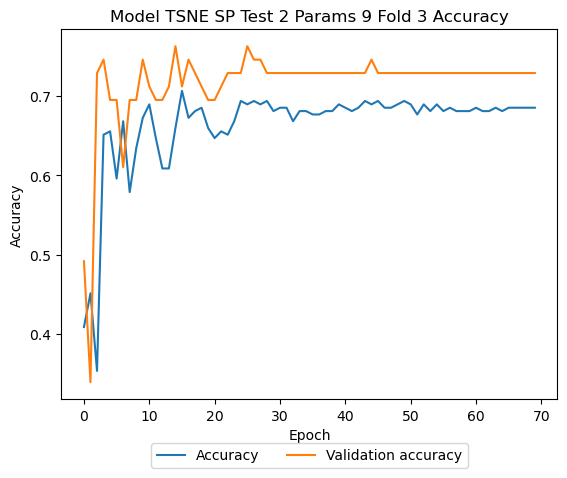 Model TSNE SP Test 2 Params 9 Fold 3 Accuracy
Accuracy
0.7
0.6
0.5
0.4
0 10 20 30 40 50 60 70
Epoch
Accuracy Validation accuracy